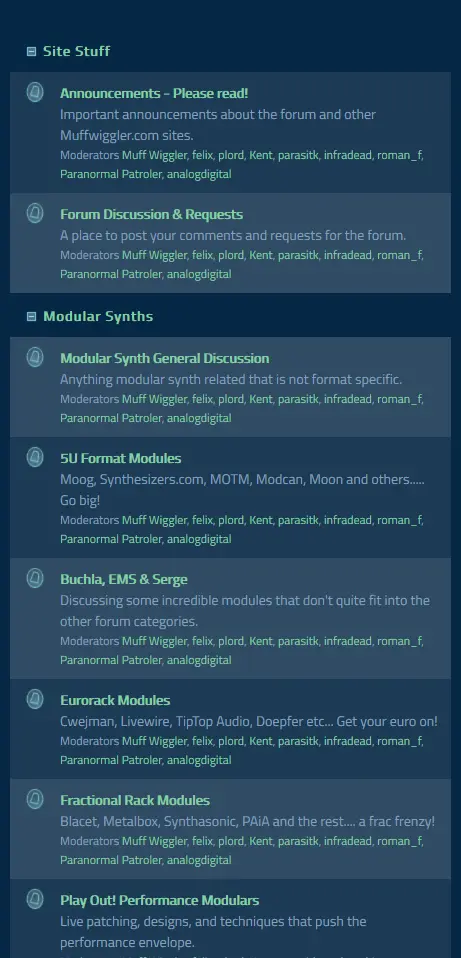 Site Stuff
Announcements - Please read!
Important announcements about the forum and other
Muffwiggler.com sites.
Moderators Muff Wiggler, felix, plord, Kent, parasitk, infradead, roman_f,
Paranormal Patroler, analogdigital
Forum Discussion & Requests
A place to post your comments and requests for the forum.
Moderators Muff Wiggler, felix, plord, Kent, parasitk, infradead, roman_f,
Paranormal Patroler, analogdigital
Modular Synths
Modular Synth General Discussion
Anything modular synth related that is not format specific.
Moderators Muff Wiggler, felix, plord, Kent, parasitk, infradead, roman_f,
Paranormal Patroler, analogdigital
5U Format Modules
Moog, Synthesizers.com, MOTM, Modcan, Moon and others.....
Go big!
Moderators Muff Wiggler, felix, plord, Kent, parasitk, infradead, roman_f,
Paranormal Patroler, analogdigital
Buchla, EMS & Serge
Discussing some incredible modules that don't quite fit into the
other forum categories.
Moderators Muff Wiggler, felix, plord, Kent, parasitk, infradead, roman_f,
Paranormal Patroler, analogdigital
Eurorack Modules
Cwejman, Livewire, TipTop Audio, Doepfer etc... Get your euro on!
Moderators Muff Wiggler, felix, plord, Kent, parasitk, infradead, roman_f,
Paranormal Patroler, analogdigital
Fractional Rack Modules
Blacet, Metalbox, Synthasonic, PAiA and the rest.... a frac frenzy!
Moderators Muff Wiggler, felix, plord, Kent, parasitk, infradead, roman_f,
Paranormal Patroler, analogdigital
Play Out! Performance Modulars
Live patching, designs, and techniques that push the
performance envelope.